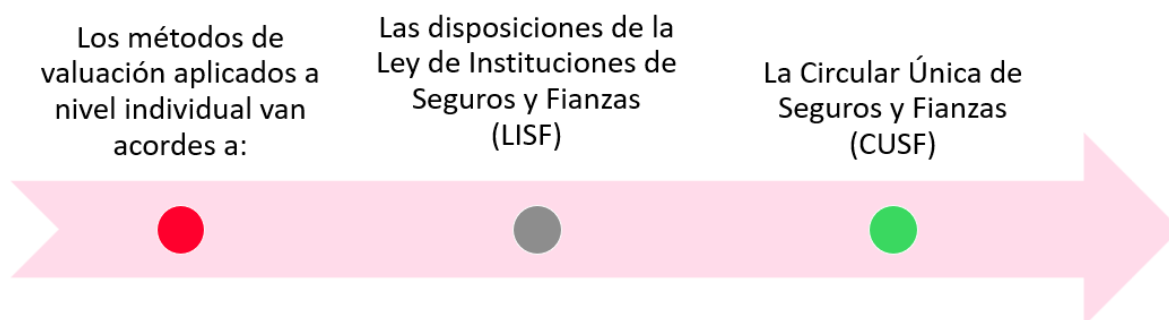 Los métodos de
valuación aplicados a
nivel individual van
acordes a:
Las disposiciones de la
Ley de Instituciones de
Seguros y Fianzas
(LISF)
La Circular Única de
Seguros y Fianzas
(CUSF)